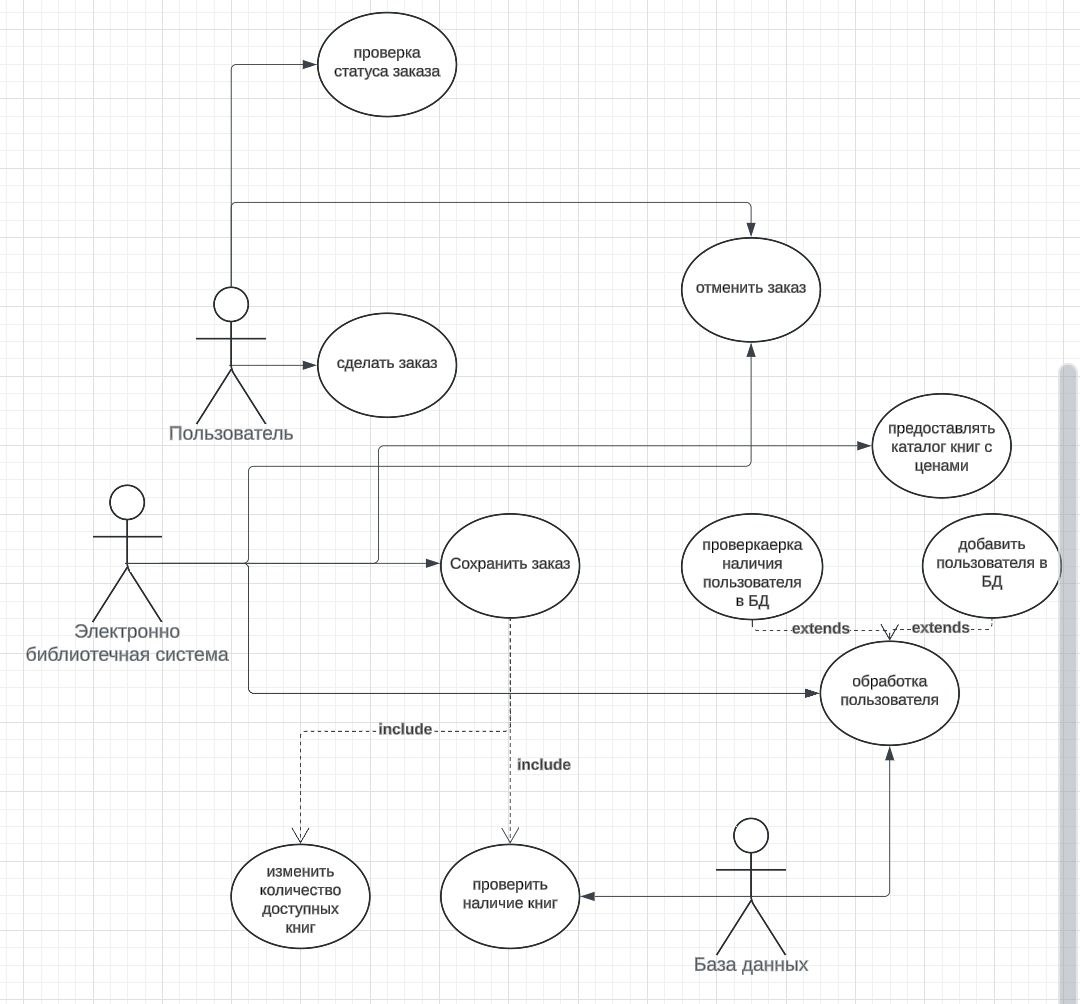 проверка
статуса заказа
отменить заказ
сделать заказ
Пользователь
предоставлять
каталог книг с
ценами
Сохранить заказ
проверкаерка
наличия
пользователя
в БД
добавить
пользователя в
БД
Электронно
библиотечная система
extends
extends
обработка
пользователя
include
include
изменить
количество
доступных
книг
проверить
наличие книг
База данных